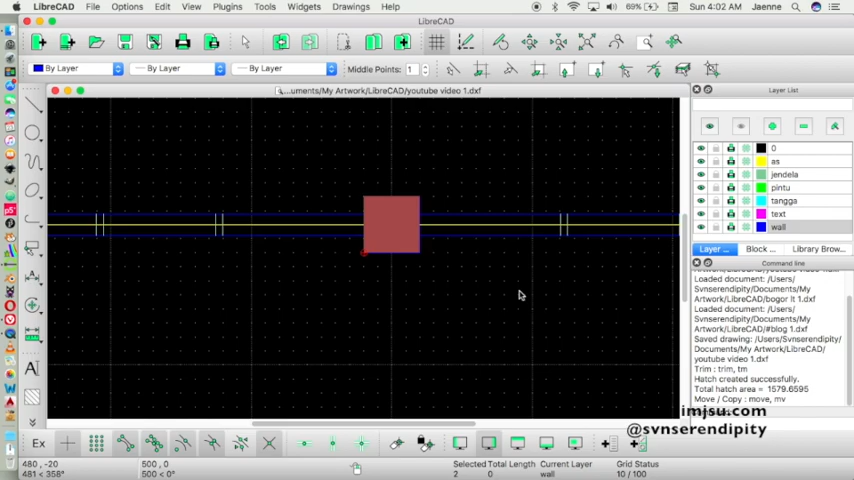 LibreCAD File Options Edit View Plugins Tools Widgets Drawings Help
69% Sun 4:02 AM Jaenne
LibreCAD
By Layer
By Layer
By Layer
Middle Points: 1
...uments/My Artwork/LibreCAD/youtube video 1.dxf
Layer List
0
as
jendela
pintu
tangga
text
wall
Layer ...
Block ...
Library Brow...
Command line
Loaded document: /Users/
Svnserendipity/Documents/My
Artwork/LibreCAD/bogor lt 1.dxf
Loaded document: /Users/
Svnserendipity/Documents/My
Artwork/LibreCAD/#blog 1.dxf
Saved drawing: /Users/Svnserendipity/
Documents/My Artwork/LibreCAD/
youtube video 1.dxf
Trim : trim, tm
Hatch created successfully.
Total hatch area = 1579.6595
Move / Copy : move, mv
imjsu.com
@svnserendipity
Ex
480 , -20
481 < 358°
500 , 0
500 < 0°
Selected Total Length
2 0
Current Layer
wall
Grid Status
10 / 100